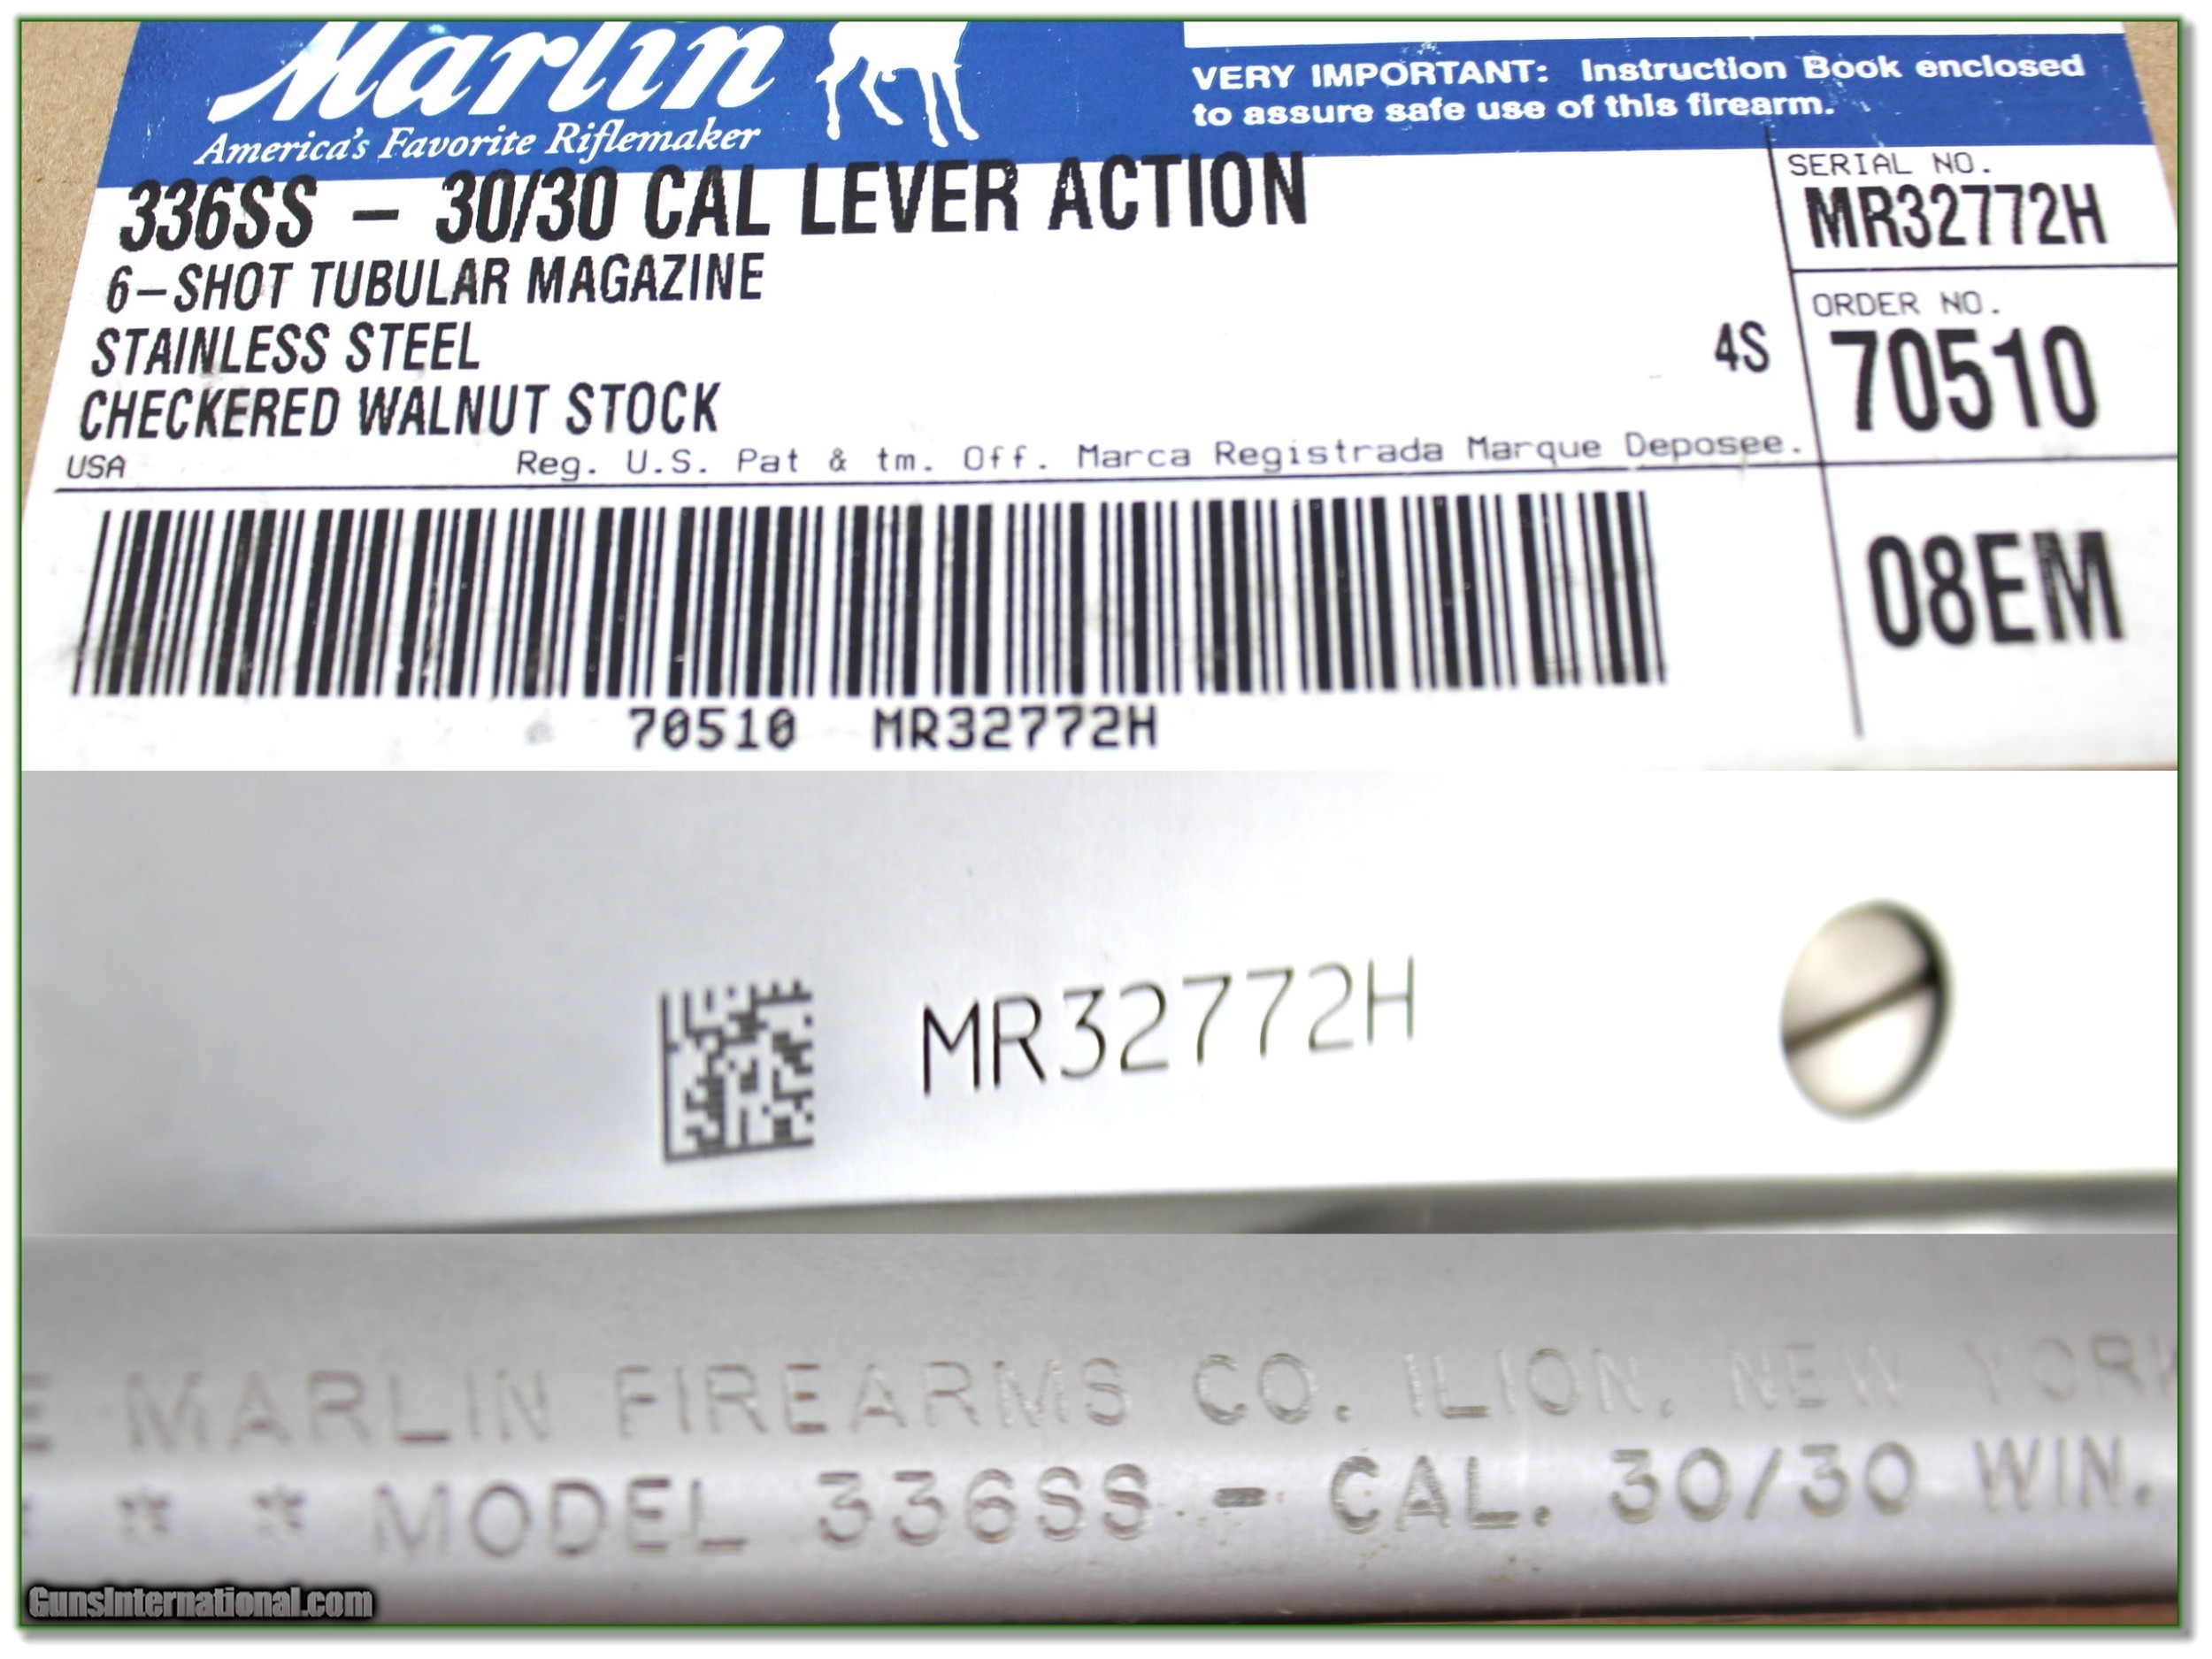 Marlin
America's Favorite Riflemaker
VERY IMPORTANT: Instruction Book enclosed
to assure safe use of this firearm.
336SS – 30/30 CAL LEVER ACTION
6–SHOT TUBULAR MAGAZINE
STAINLESS STEEL
CHECKERED WALNUT STOCK
4S
USA
Reg. U.S. Pat & tm. Off. Marca Registrada Marque Deposee.
SERIAL NO.
MR32772H
ORDER NO.
70510
08EM
70510 MR32772H
MR32772H
E MARLIN FIREARMS CO. ILION, NEW YORK
* * MODEL 336SS - CAL. 30/30 WIN.
GunsInternational.com